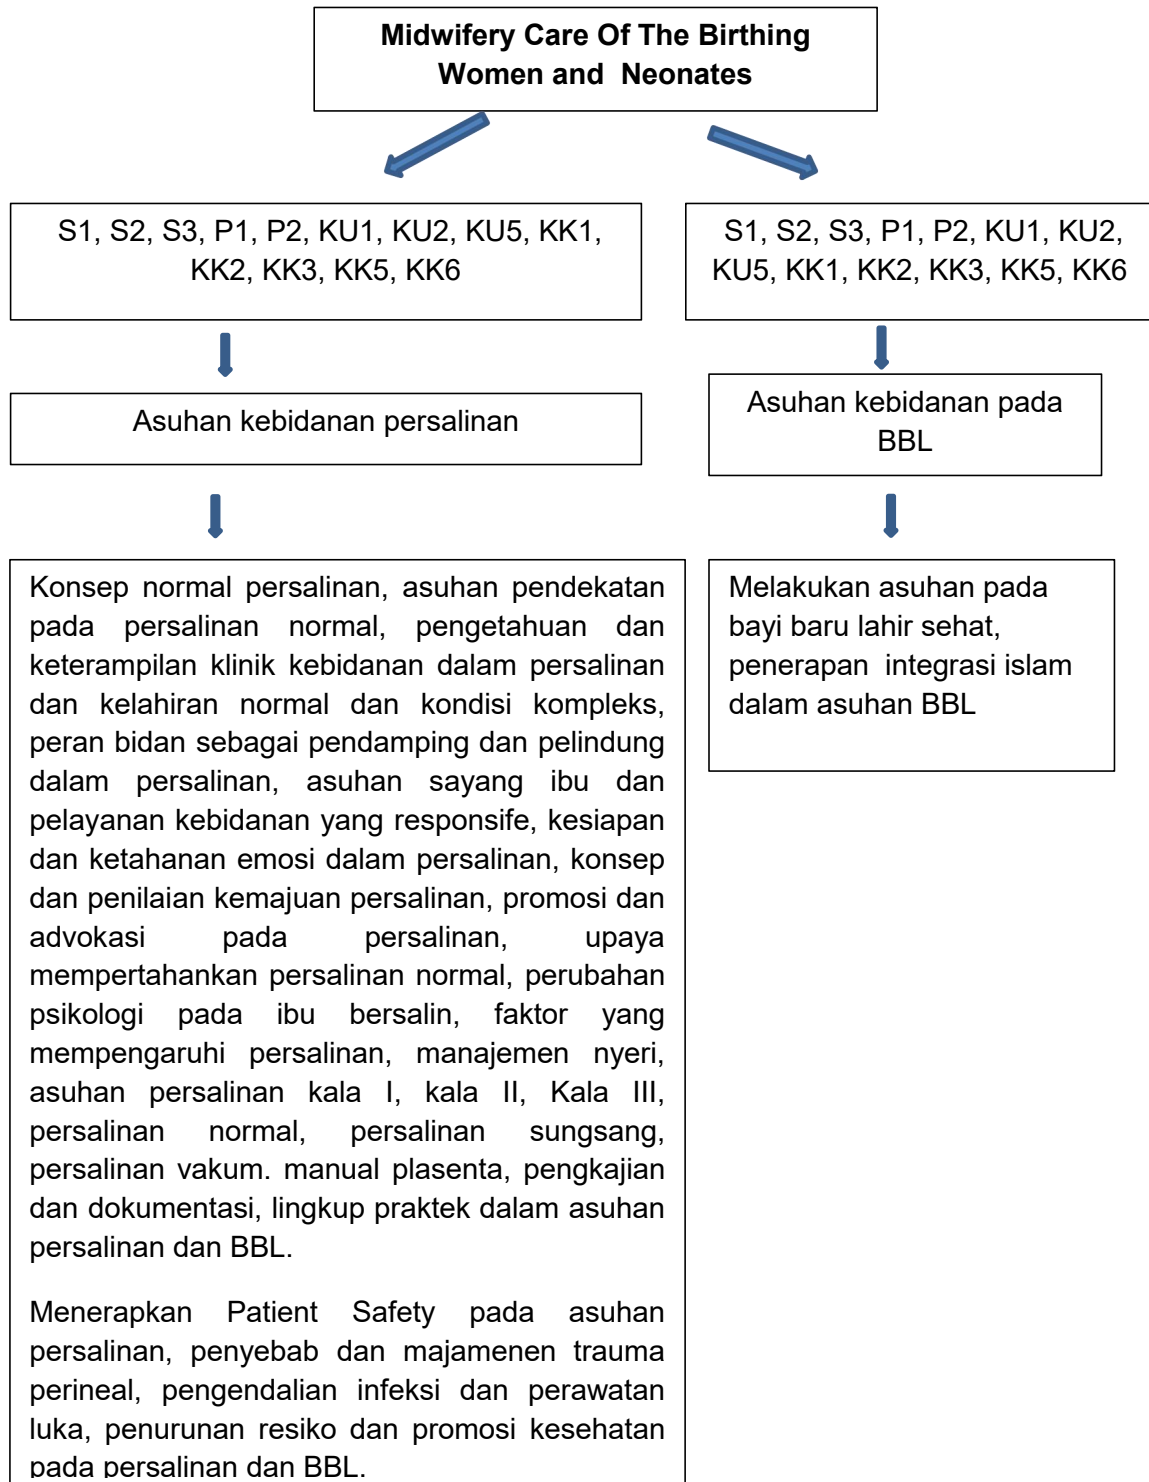 Midwifery Care Of The Birthing
Women and Neonates
S1, S2, S3, P1, P2, KU1, KU2, KU5, KK1,
KK2, KK3, KK5, KK6
S1, S2, S3, P1, P2, KU1, KU2,
KU5, KK1, KK2, KK3, KK5, KK6
Asuhan kebidanan persalinan
Asuhan kebidanan pada
BBL
Konsep normal persalinan, asuhan pendekatan
pada persalinan normal, pengetahuan dan
keterampilan klinik kebidanan dalam persalinan
dan kelahiran normal dan kondisi kompleks,
peran bidan sebagai pendamping dan pelindung
dalam persalinan, asuhan sayang ibu dan
pelayanan kebidanan yang responsife, kesiapan
dan ketahanan emosi dalam persalinan, konsep
dan penilaian kemajuan persalinan, promosi dan
advokasi pada persalinan, upaya
mempertahankan persalinan normal, perubahan
psikologi pada ibu bersalin, faktor yang
mempengaruhi persalinan, manajemen nyeri,
asuhan persalinan kala I, kala II, Kala III,
persalinan normal, persalinan sungsang,
persalinan vakum. manual plasenta, pengkajian
dan dokumentasi, lingkup praktek dalam asuhan
persalinan dan BBL.
Menerapkan Patient Safety pada asuhan
persalinan, penyebab dan majamenen trauma
perineal, pengendalian infeksi dan perawatan
luka, penurunan resiko dan promosi kesehatan
pada persalinan dan BBL.
Melakukan asuhan pada
bayi baru lahir sehat,
penerapan integrasi islam
dalam asuhan BBL